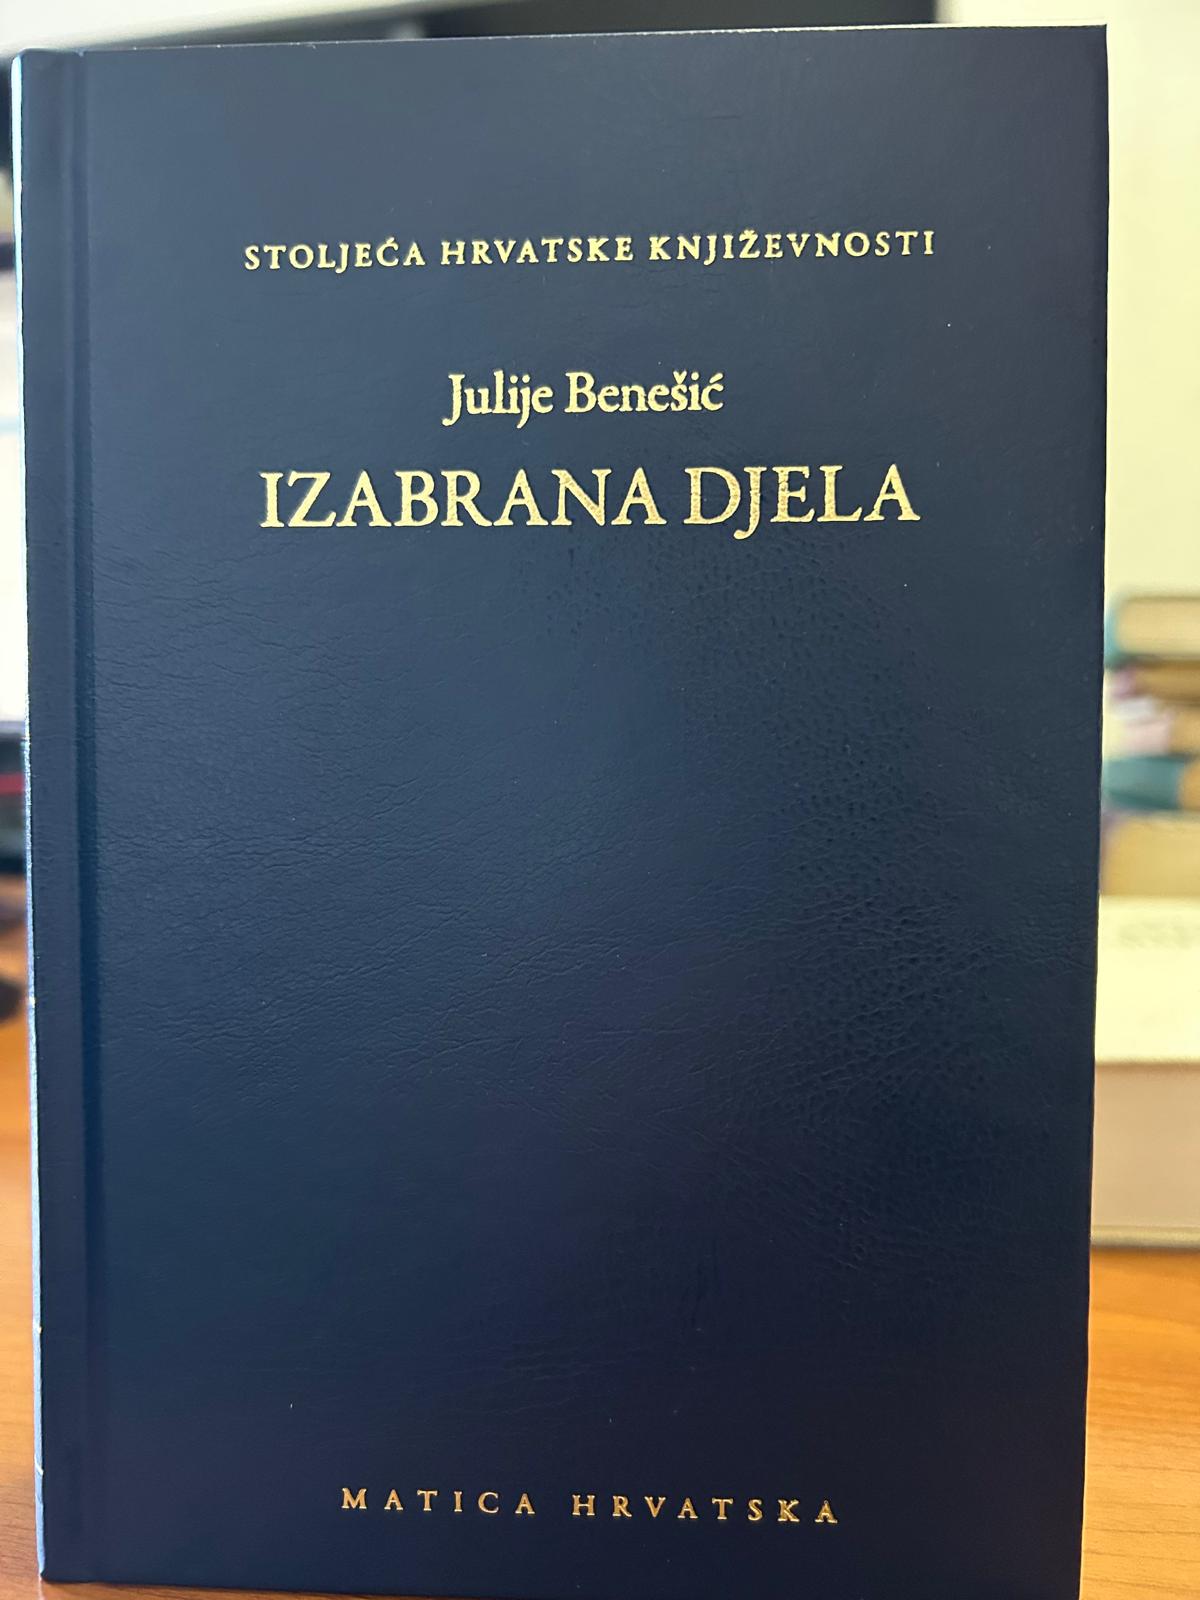 STOLJEĆA HRVATSKE KNJIŽEVNOSTI
Julije Benešić
IZABRANA DJELA
MATICA HRVATSKA